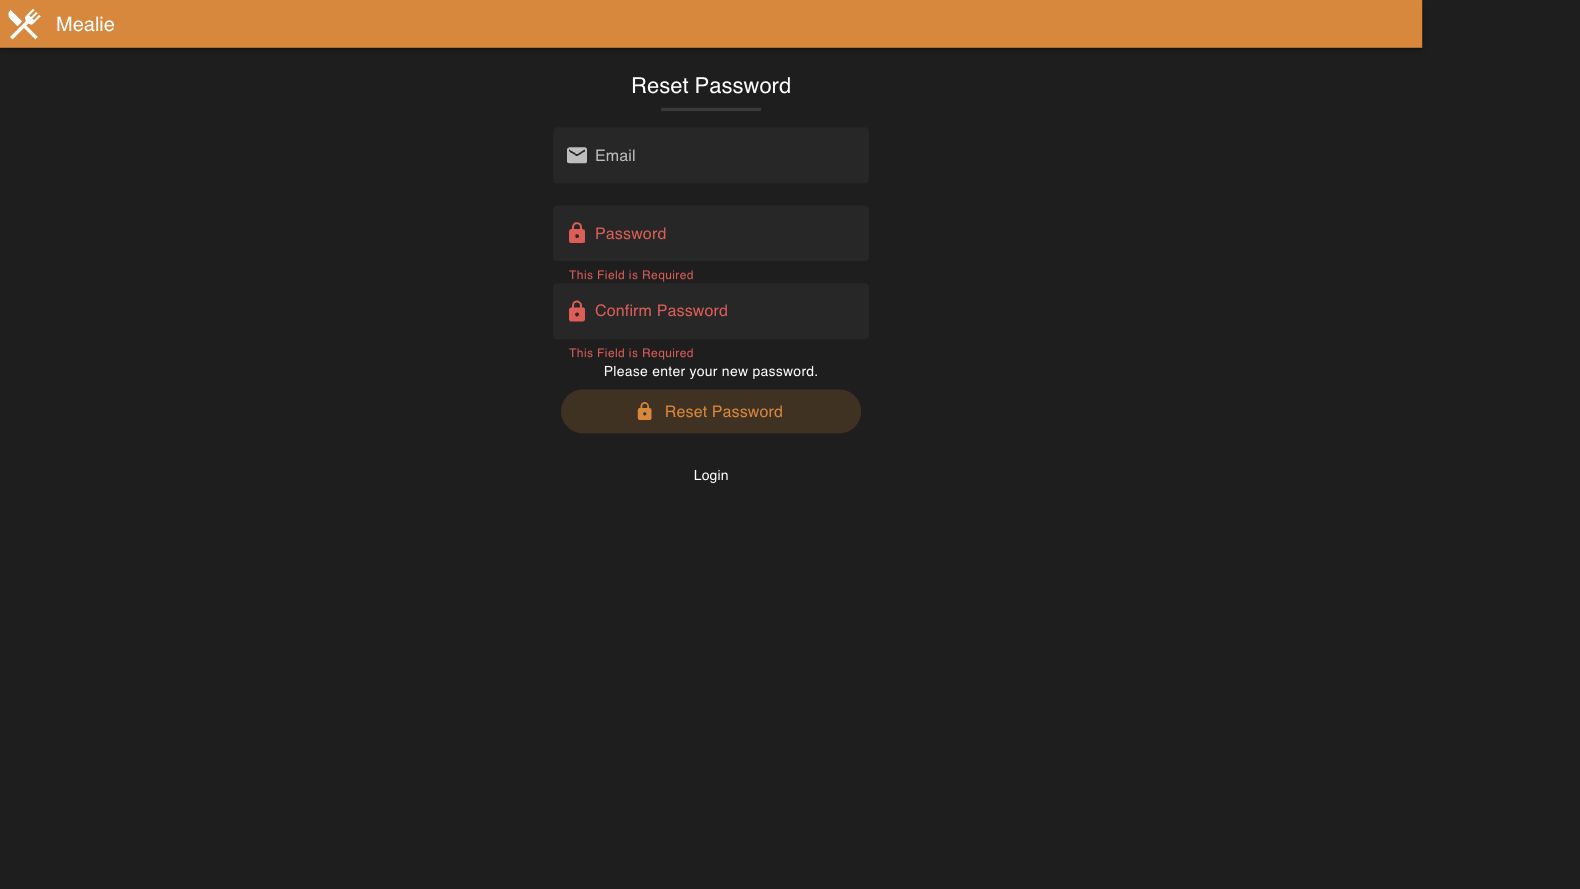 Mealie
Reset Password
Email
Password
This Field is Required
Confirm Password
This Field is Required
Please enter your new password.
Reset Password
Login